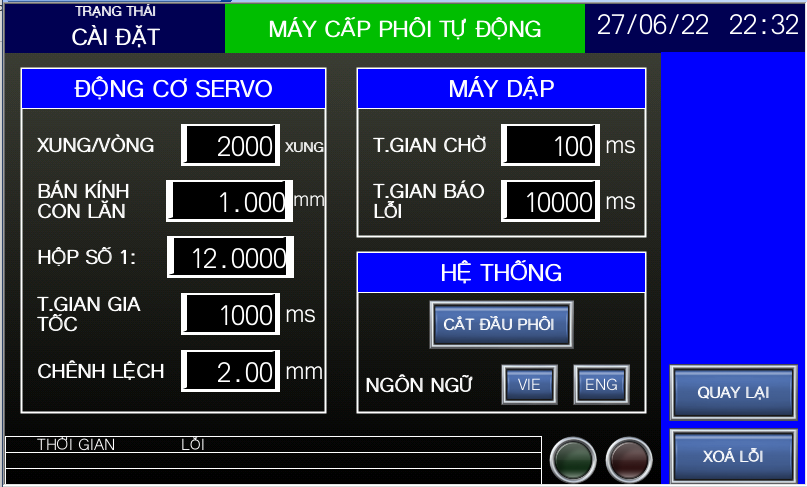 TRẠNG THÁI
CÀI ĐẶT
MÁY CẤP PHÔI TỰ ĐỘNG
27/06/22 22:32
ĐỘNG CƠ SERVO
XUNG/VÒNG 2000 XUNG
BÁN KÍNH
CON LĂN 1.000 mm
HỘP SỐ 1: 12.0000
T.GIAN GIA
TỐC 1000 ms
CHÊNH LỆCH 2.00 mm
MÁY DẬP
T.GIAN CHỜ 100 ms
T.GIAN BÁO
LỖI 10000 ms
HỆ THỐNG
CẮT ĐẦU PHÔI
NGÔN NGỮ VIE ENG
QUAY LẠI
XOÁ LỖI
THỜI GIAN LỖI